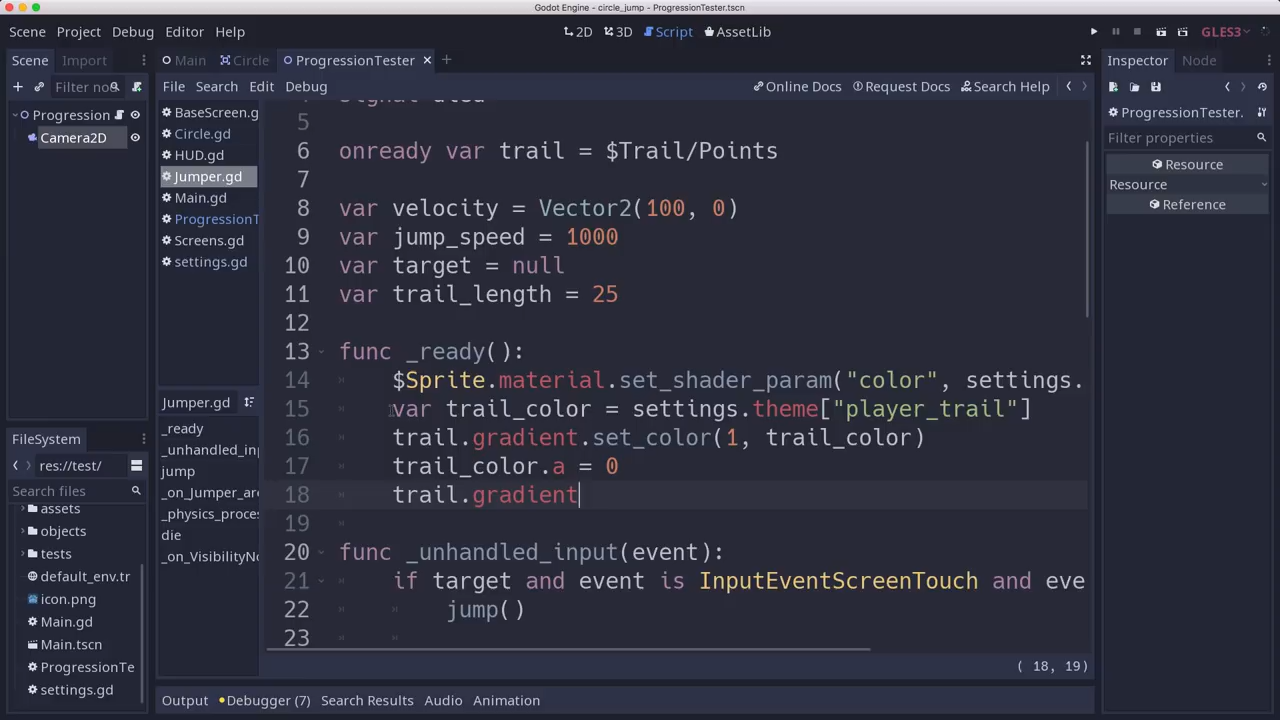 Godot Engine - circle_jump - ProgressionTester.tscn
Scene Project Debug Editor Help
2D 3D Script AssetLib
GLES3
Scene Import
Filter no
Progression
Camera2D
Main Circle ProgressionTester
File Search Edit Debug
Online Docs Request Docs Search Help
BaseScreen.g
Circle.gd
HUD.gd
Jumper.gd
Main.gd
ProgressionT
Screens.gd
settings.gd
Jumper.gd
_ready
_unhandled_in
jump
_on_Jumper_are
_physics_proce
die
_on_VisibilityNo
5
6 onready var trail = $Trail/Points
7
8 var velocity = Vector2(100, 0)
9 var jump_speed = 1000
10 var target = null
11 var trail_length = 25
12
13 func _ready():
14 $Sprite.material.set_shader_param("color", settings.
15 var trail_color = settings.theme["player_trail"]
16 trail.gradient.set_color(1, trail_color)
17 trail_color.a = 0
18 trail.gradient
19
20 func _unhandled_input(event):
21 if target and event is InputEventScreenTouch and eve
22 jump()
23
( 18, 19)
Output Debugger (7) Search Results Audio Animation
FileSystem
res://test/
Search files
assets
objects
tests
default_env.tr
icon.png
Main.gd
Main.tscn
ProgressionTe
settings.gd
Inspector Node
ProgressionTester.
Filter properties
Resource
Resource
Reference